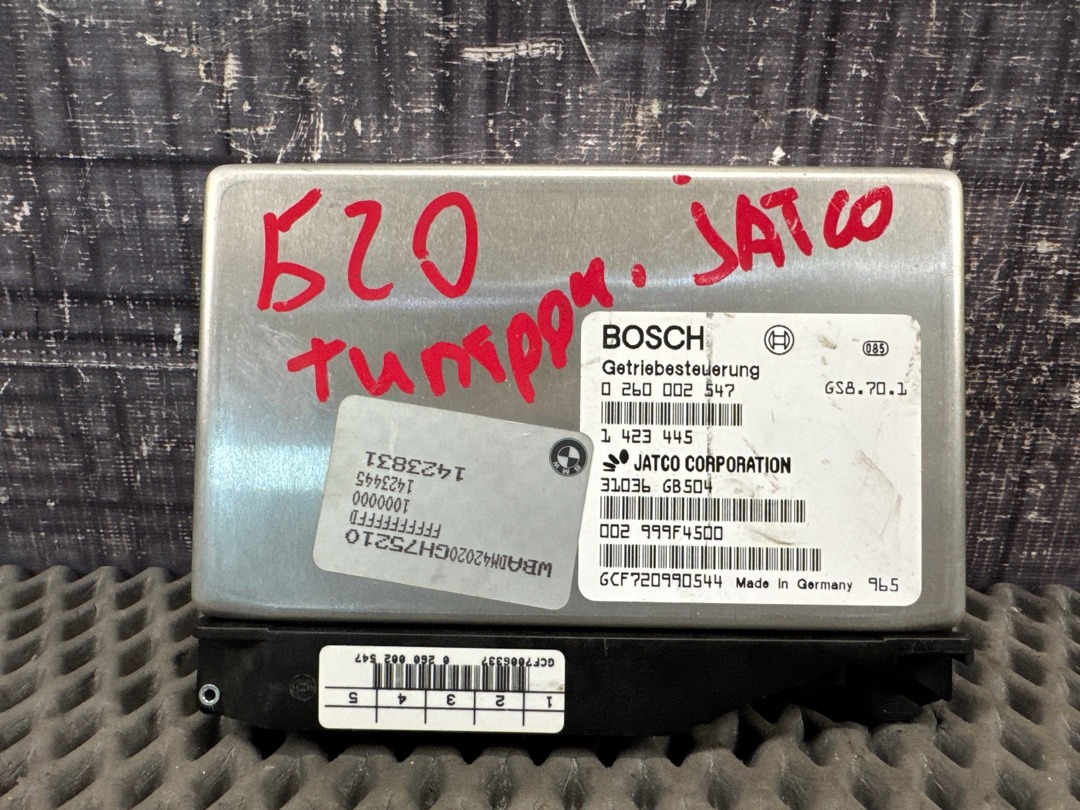 520
типтрон. JATCO
BOSCH
085
Getriebesteuerung
0 260 002 547 GS8.70.1
1 423 445
JATCO CORPORATION
31036 GB504
002 999F4500
GCF720990544 Made in Germany 965
BMW
WBADM42020GH75210
FFFFFFFFFD
1000000
1423445
1423831
1 2 3 4 5
GCF7006337 0 260 002 547